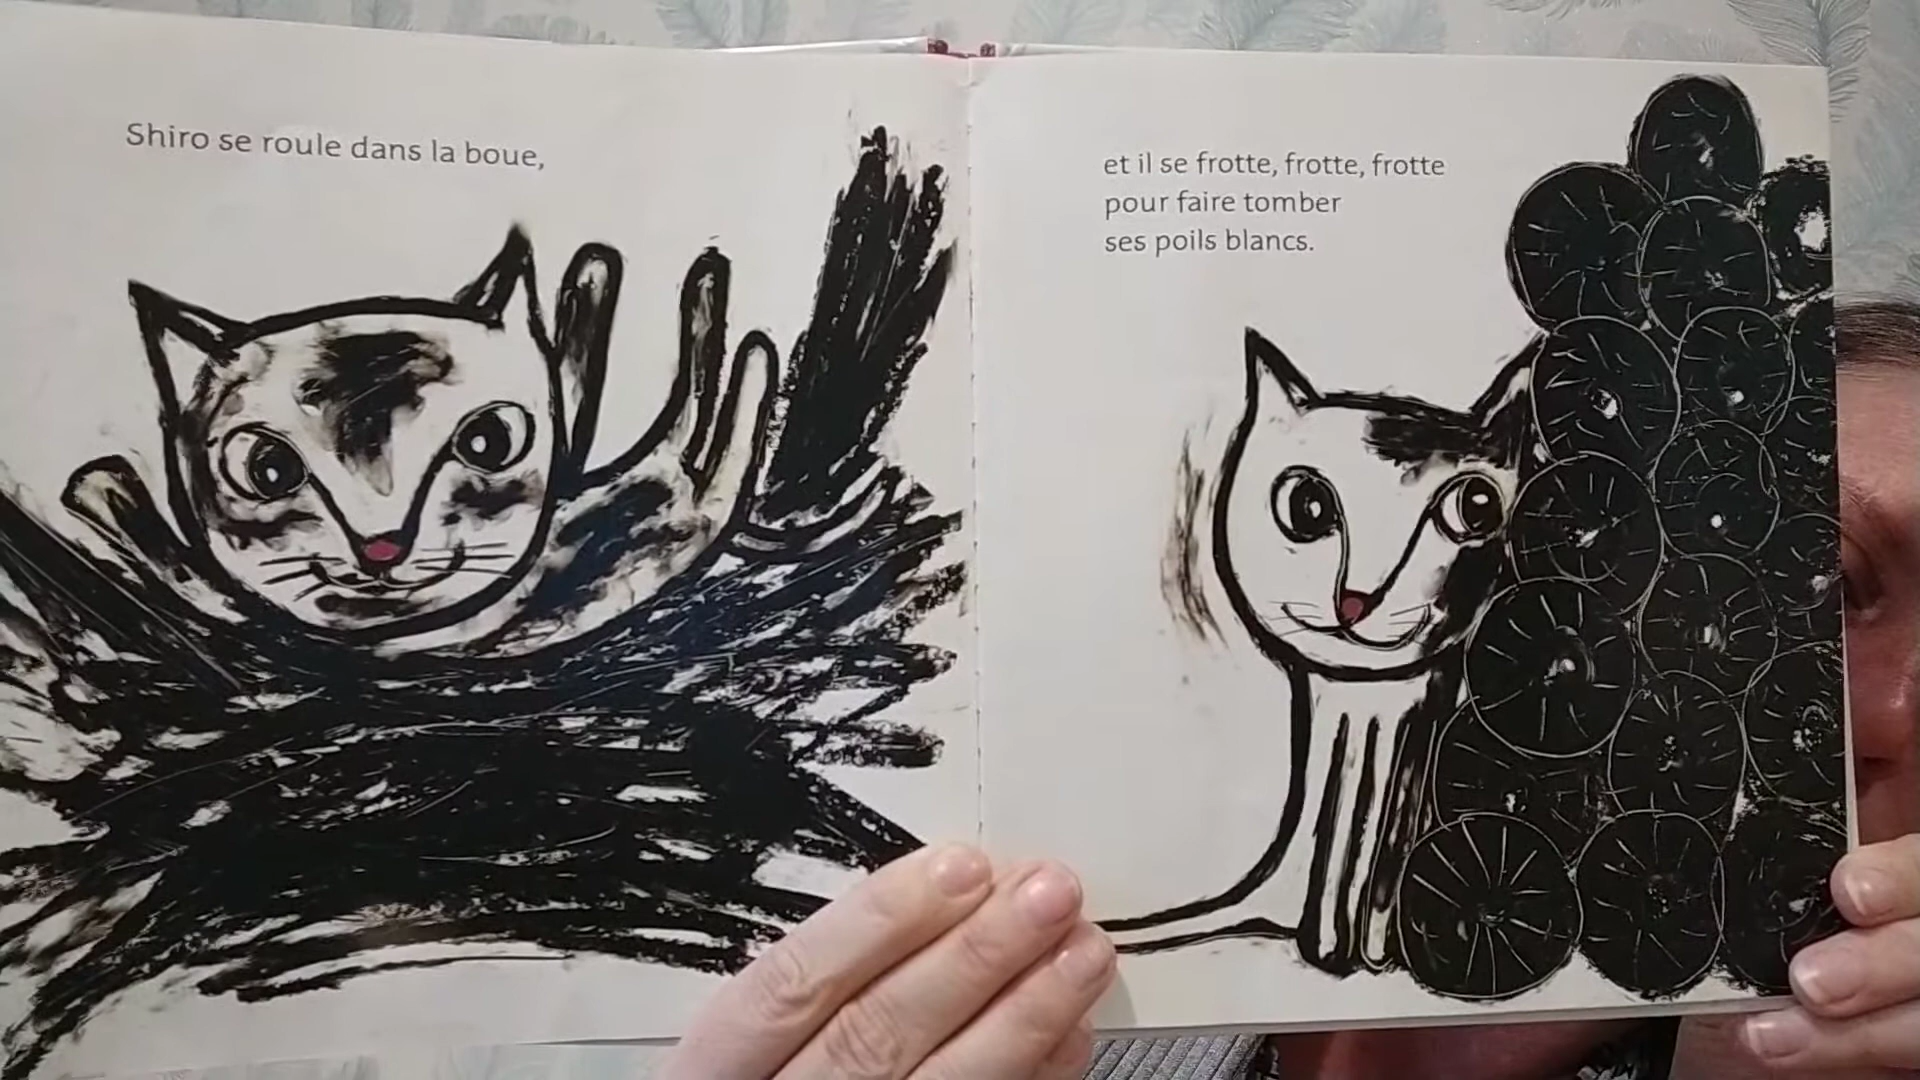 Shiro se roule dans la boue,
et il se frotte, frotte, frotte
pour faire tomber
ses poils blancs.